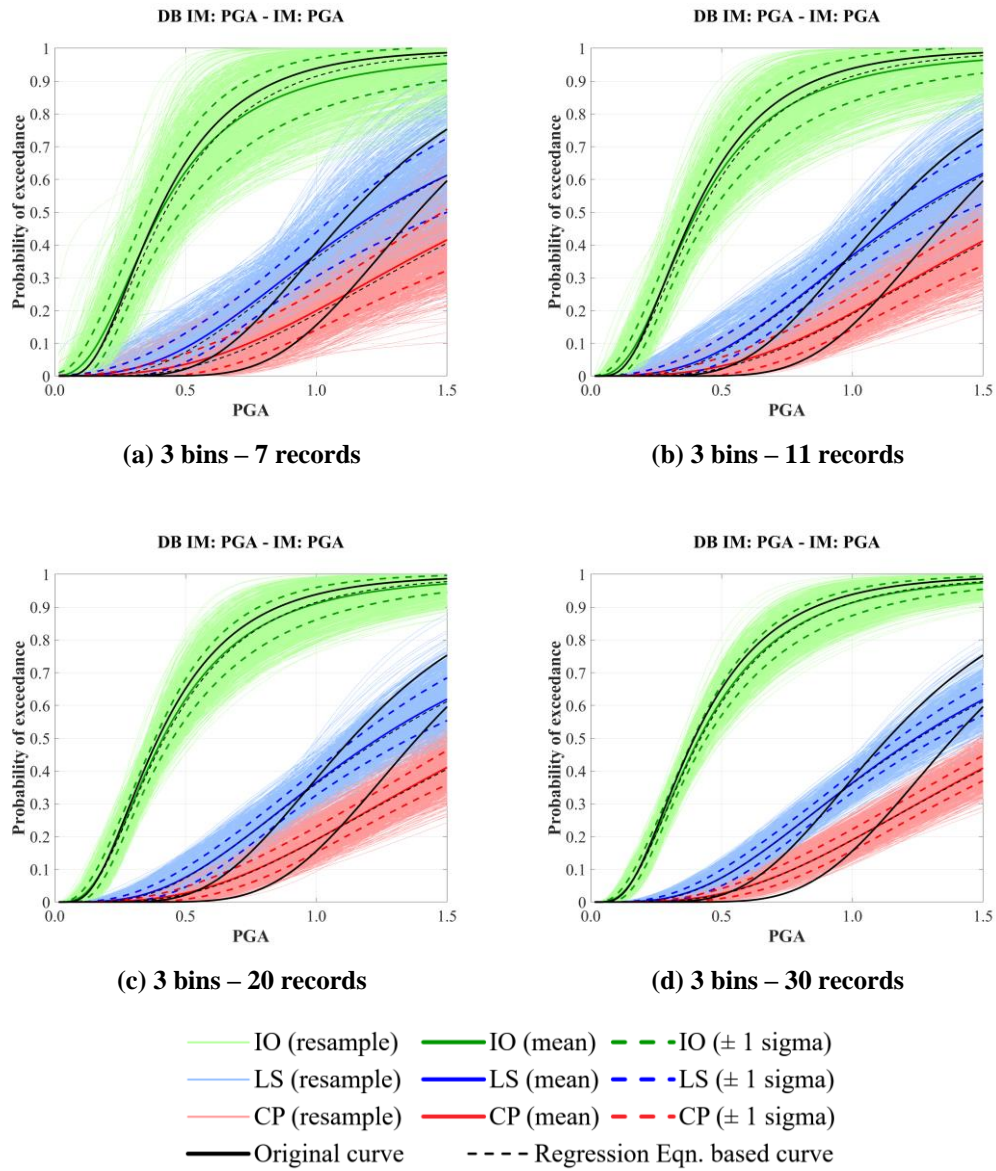 DB IM: PGA - IM: PGA
Probability of exceedance
1
0.9
0.8
0.7
0.6
0.5
0.4
0.3
0.2
0.1
0
0.0 0.5 1.0 1.5
PGA
(a) 3 bins – 7 records
DB IM: PGA - IM: PGA
Probability of exceedance
1
0.9
0.8
0.7
0.6
0.5
0.4
0.3
0.2
0.1
0
0.0 0.5 1.0 1.5
PGA
(b) 3 bins – 11 records
DB IM: PGA - IM: PGA
Probability of exceedance
1
0.9
0.8
0.7
0.6
0.5
0.4
0.3
0.2
0.1
0
0.0 0.5 1.0 1.5
PGA
(c) 3 bins – 20 records
DB IM: PGA - IM: PGA
Probability of exceedance
1
0.9
0.8
0.7
0.6
0.5
0.4
0.3
0.2
0.1
0
0.0 0.5 1.0 1.5
PGA
(d) 3 bins – 30 records
IO (resample) IO (mean) IO (± 1 sigma)
LS (resample) LS (mean) LS (± 1 sigma)
CP (resample) CP (mean) CP (± 1 sigma)
Original curve Regression Eqn. based curve